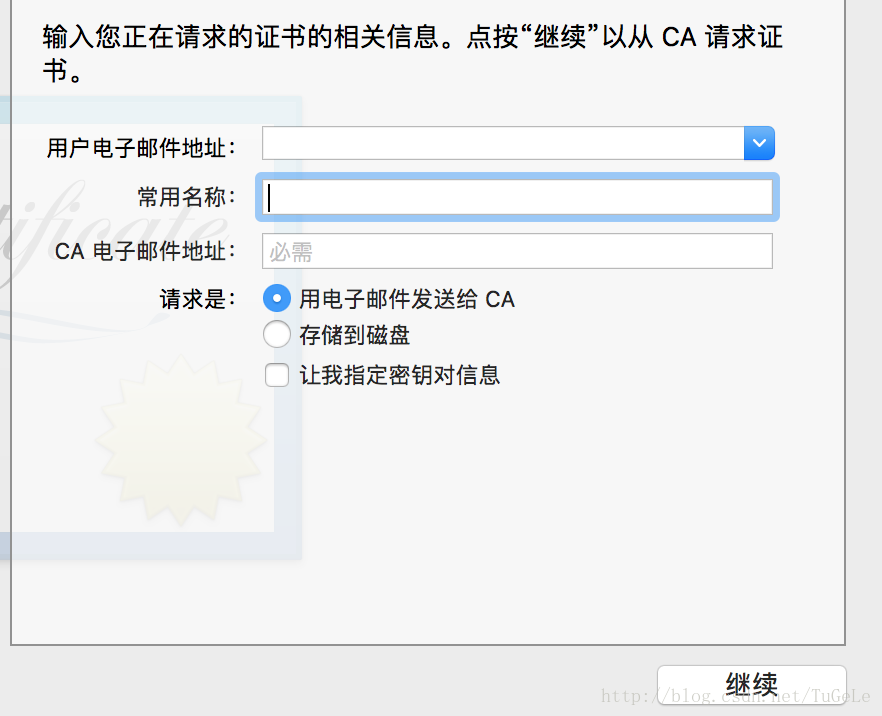 输入您正在请求的证书的相关信息。点按“继续”以从 CA 请求证
书。
用户电子邮件地址：
常用名称：
CA 电子邮件地址： 必需
请求是： 用电子邮件发送给 CA
存储到磁盘
让我指定密钥对信息
tificate
继续
http://blog.csdn.net/TuGeLe